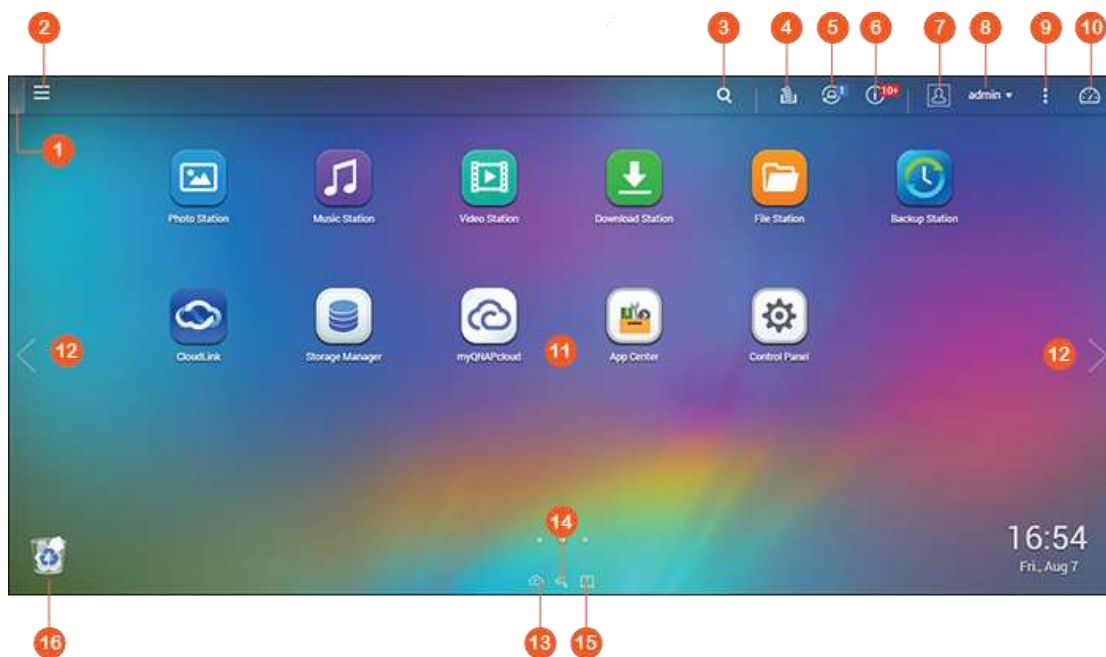 2
3
4
5
6
7
8
9
10
1
10+
admin
1
Photo Station
Music Station
Video Station
Download Station
File Station
Backup Station
12
CloudLink
Storage Manager
myQNAPcloud
11
App Center
Control Panel
12
14
16:54
Fri., Aug 7
16
13
15